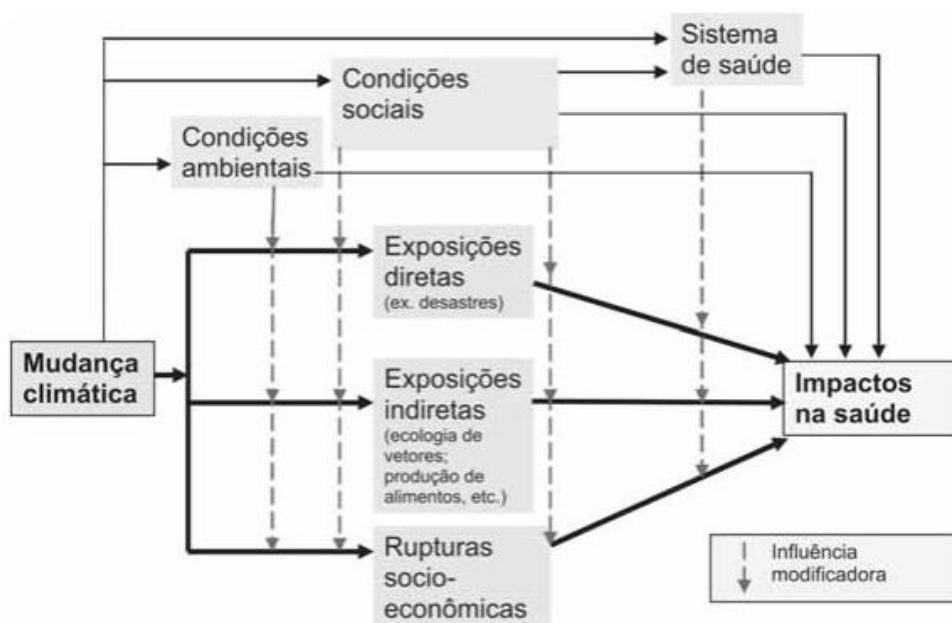 Sistema
de saúde
Condições
sociais
Condições
ambientais
Exposições
diretas
(ex. desastres)
Mudança
climática
Exposições
indiretas
(ecologia de
vetores;
produção de
alimentos, etc.)
Impactos
na saúde
Rupturas
socio-
econômicas
Influência
modificadora